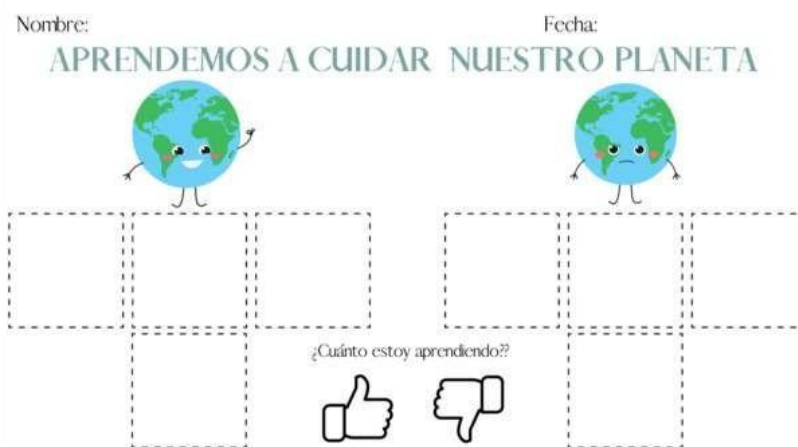 Nombre: Fecha:
APRENDEMOS A CUIDAR NUESTRO PLANETA
¿Cuánto estoy aprendiendo??